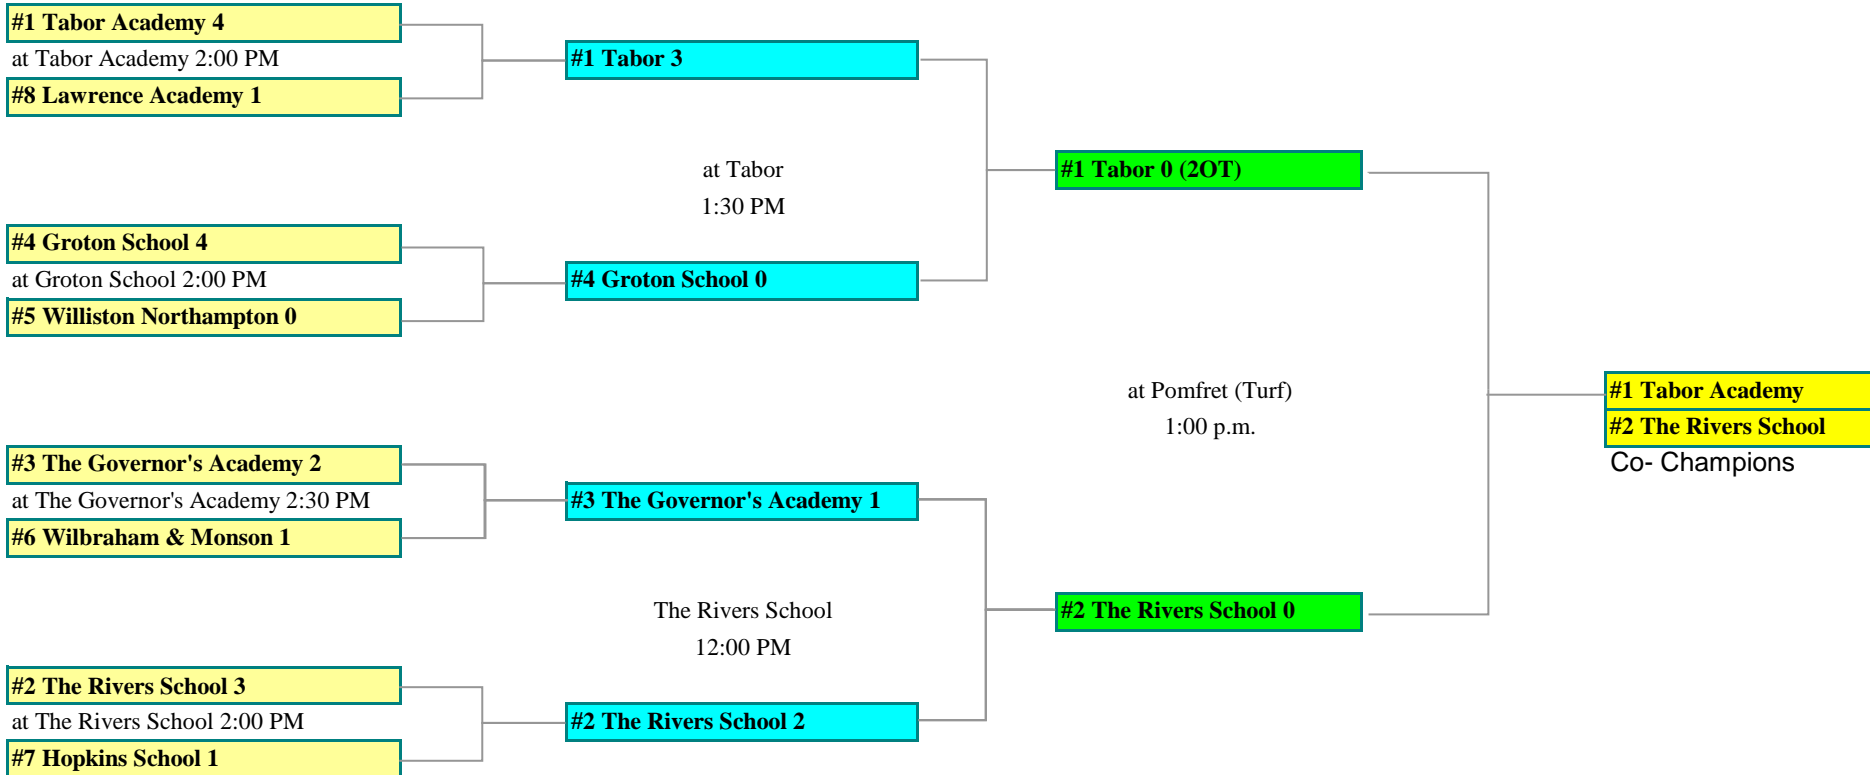 #1 Tabor Academy 4
at Tabor Academy 2:00 PM
#8 Lawrence Academy 1
#4 Groton School 4
at Groton School 2:00 PM
#5 Williston Northampton 0
#3 The Governor's Academy 2
at The Governor's Academy 2:30 PM
#6 Wilbraham & Monson 1
#2 The Rivers School 3
at The Rivers School 2:00 PM
#7 Hopkins School 1
#1 Tabor 3
at Tabor
1:30 PM
#4 Groton School 0
#3 The Governor's Academy 1
The Rivers School
12:00 PM
#2 The Rivers School 2
#1 Tabor 0 (2OT)
at Pomfret (Turf)
1:00 p.m.
#2 The Rivers School 0
#1 Tabor Academy
#2 The Rivers School
Co- Champions